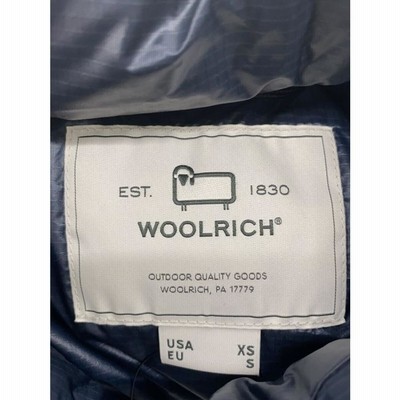 EST. 1830
WOOLRICH®
OUTDOOR QUALITY GOODS
WOOLRICH, PA 17779
USA XS
EU S